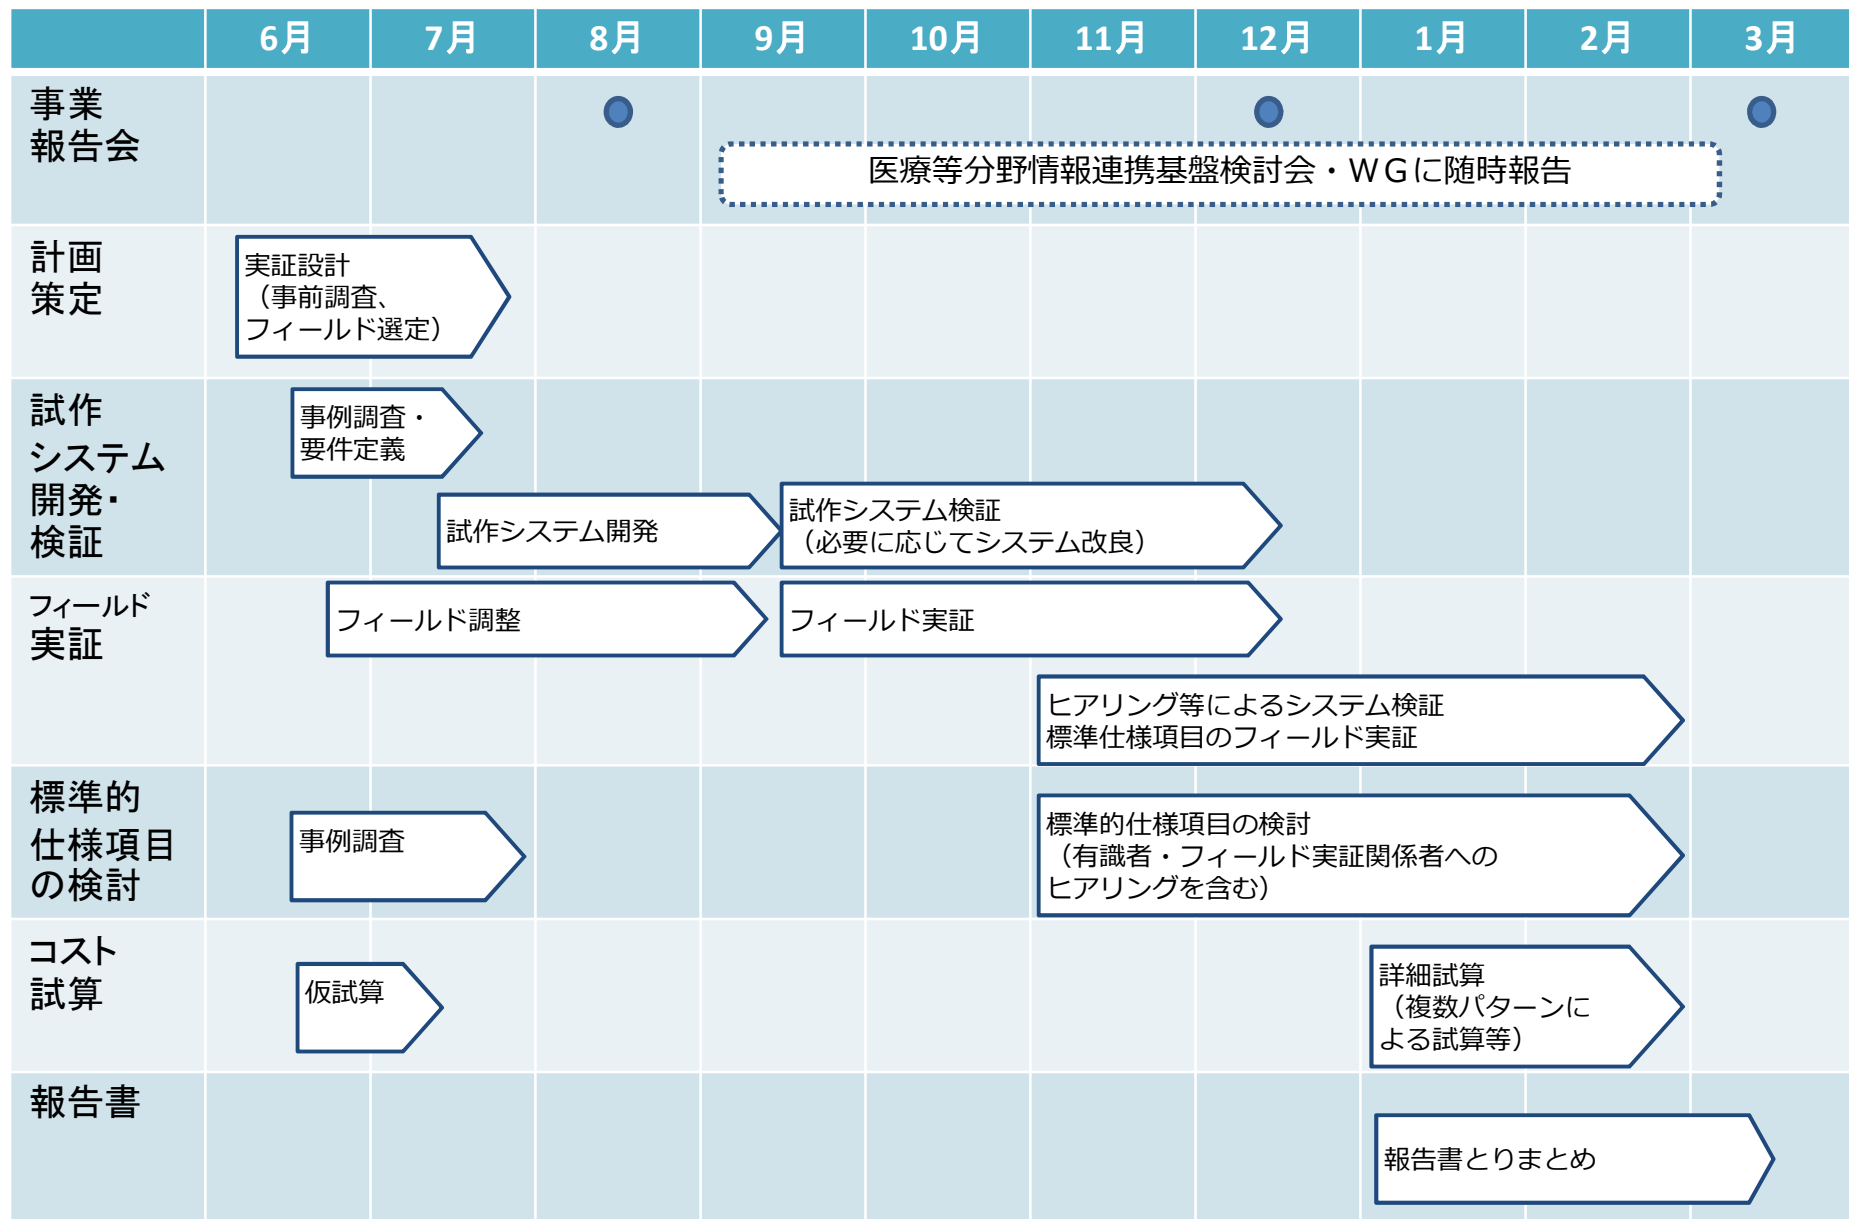 6月 7月 8月 9月 10月 11月 12月 1月 2月 3月
事業
報告会
医療等分野情報連携基盤検討会・ＷＧに随時報告
計画
策定
実証設計
（事前調査、
フィールド選定）
試作
システム
開発・
検証
事例調査・
要件定義
試作システム開発
試作システム検証
（必要に応じてシステム改良）
フィールド
実証
フィールド調整
フィールド実証
ヒアリング等によるシステム検証
標準仕様項目のフィールド実証
標準的
仕様項目
の検討
事例調査
標準的仕様項目の検討
（有識者・フィールド実証関係者への
ヒアリングを含む）
コスト
試算
仮試算
詳細試算
（複数パターンに
よる試算等）
報告書
報告書とりまとめ